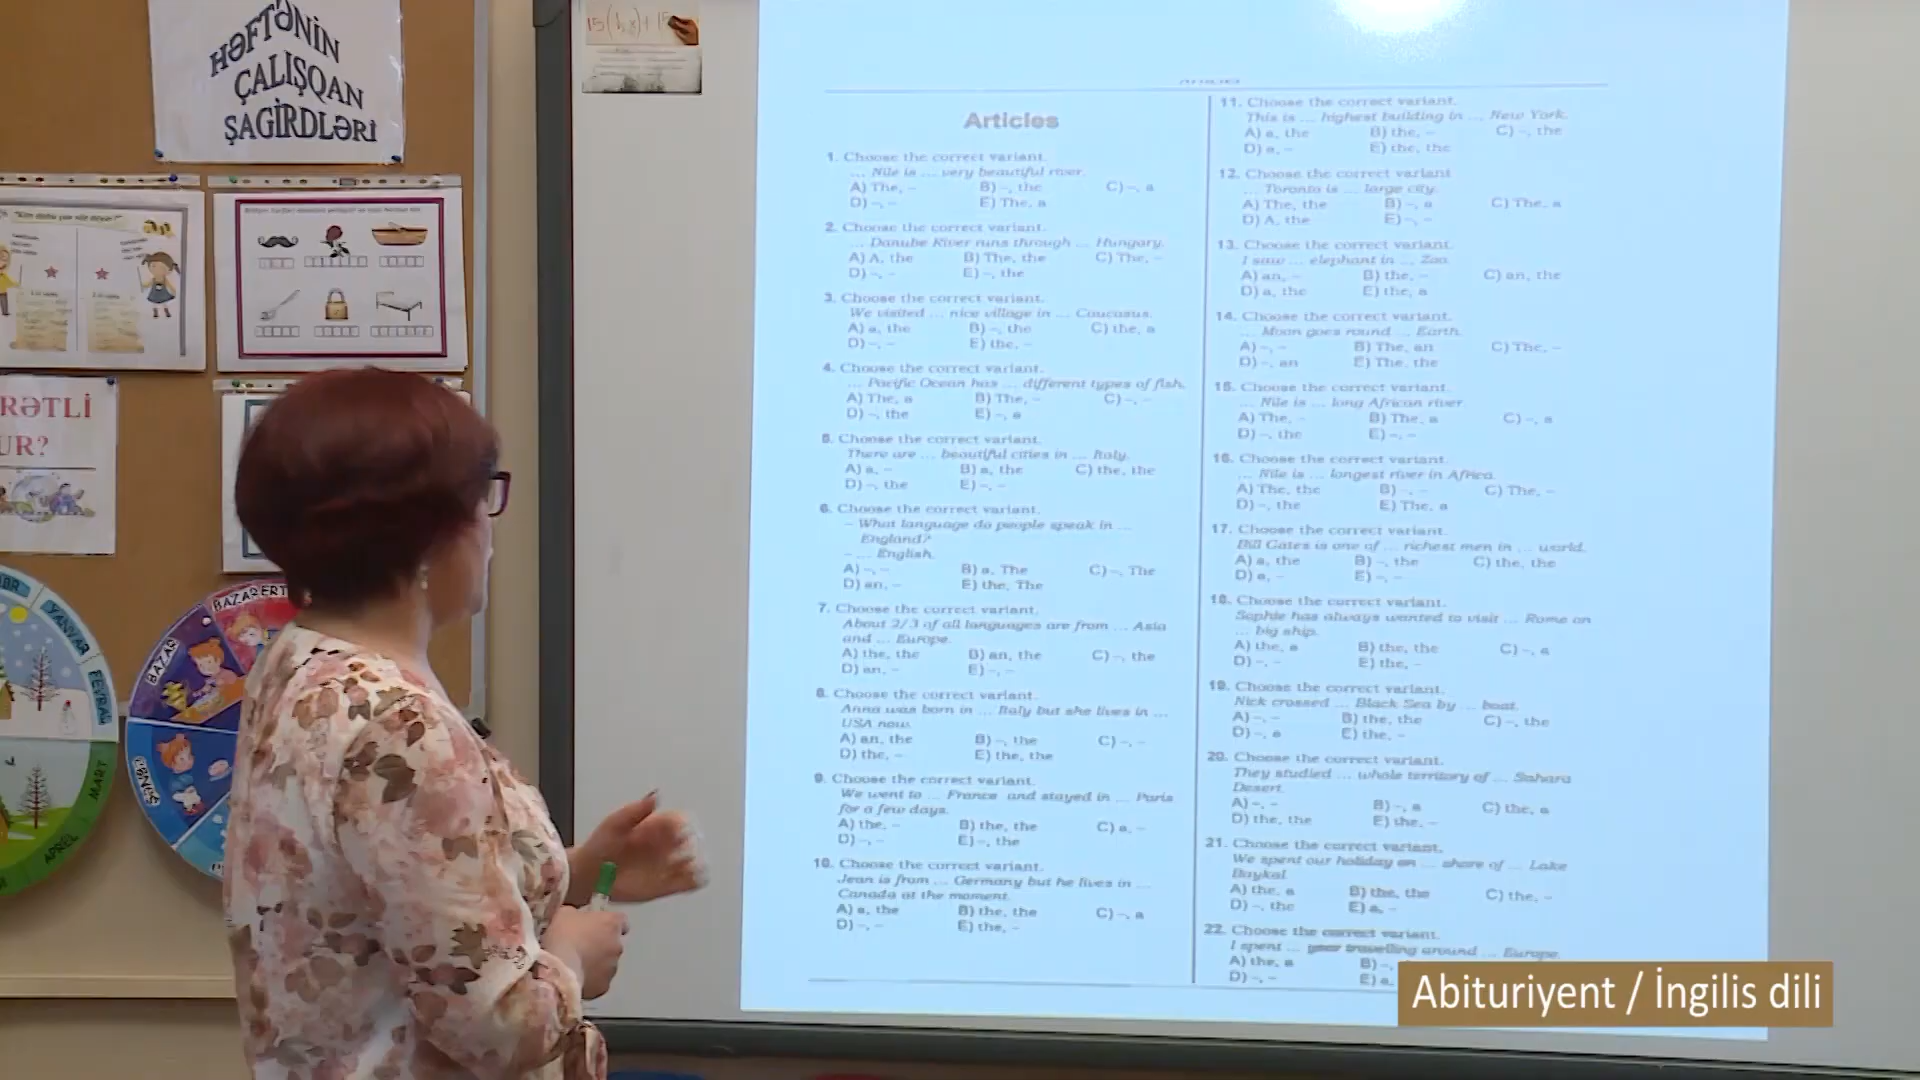 HƏFTƏNİN
ÇALIŞQAN
ŞAGİRDLƏRİ
RƏTLİ
UR?
YANVAR
FEVRAL
MART
APREL
BAZAR
BAZAR ERT
Articles
1. Choose the correct variant.
... Nile is ... very beautiful river.
A) The, – B) –, the C) –, a
D) –, – E) The, a
2. Choose the correct variant.
... Danube River runs through ... Hungary.
A) A, the B) The, the C) The, –
D) –, – E) –, the
3. Choose the correct variant.
We visited ... nice village in ... Caucasus.
A) a, the B) –, the C) the, a
D) –, – E) the, –
4. Choose the correct variant.
... Pacific Ocean has ... different types of fish.
A) The, a B) The, – C) –, –
D) –, the E) –, a
5. Choose the correct variant.
There are ... beautiful cities in ... Italy.
A) a, – B) a, the C) the, the
D) –, the E) –, –
6. Choose the correct variant.
– What language do people speak in ...
England?
– ... English.
A) –, – B) a, The C) –, The
D) an, – E) the, The
7. Choose the correct variant.
About 2/3 of all languages are from ... Asia
and ... Europe.
A) the, the B) an, the C) –, the
D) an, – E) –, –
8. Choose the correct variant.
Anna was born in ... Italy but she lives in ...
USA now.
A) an, the B) –, the C) –, –
D) the, – E) the, the
9. Choose the correct variant.
We went to ... France and stayed in ... Paris
for a few days.
A) the, – B) the, the C) a, –
D) –, – E) –, the
10. Choose the correct variant.
Jean is from ... Germany but he lives in ...
Canada at the moment.
A) a, the B) the, the C) –, a
D) –, – E) the, –
11. Choose the correct variant.
This is ... highest building in ... New York.
A) a, the B) the, – C) –, the
D) a, – E) the, the
12. Choose the correct variant
... Toronto is ... large city.
A) The, the B) –, a C) The, a
D) A, the E) –, –
13. Choose the correct variant.
I saw ... elephant in ... Zoo.
A) an, – B) the, – C) an, the
D) a, the E) the, a
14. Choose the correct variant.
... Moon goes round ... Earth.
A) –, – B) The, an C) The, –
D) –, an E) The, the
15. Choose the correct variant.
... Nile is ... long African river.
A) The, – B) The, a C) –, a
D) –, the E) –, –
16. Choose the correct variant.
... Nile is ... longest river in Africa.
A) The, the B) –, – C) The, –
D) –, the E) The, a
17. Choose the correct variant.
Bill Gates is one of ... richest men in ... world.
A) a, the B) –, the C) the, the
D) a, – E) –, –
18. Choose the correct variant.
Sophie has always wanted to visit ... Rome on
... big ship.
A) the, a B) the, the C) –, a
D) –, – E) the, –
19. Choose the correct variant.
Nick crossed ... Black Sea by ... boat.
A) –, – B) the, the C) –, the
D) –, a E) the, –
20. Choose the correct variant.
They studied ... whole territory of ... Sahara
Desert.
A) –, – B) –, a C) the, a
D) the, the E) the, –
21. Choose the correct variant.
We spent our holiday on ... shore of ... Lake
Baykal.
A) the, a B) the, the C) the, –
D) –, the E) a, –
22. Choose the correct variant.
I spent ... year travelling around ... Europe.
A) the, a B) –,
D) –, – E) a,
Abituriyent / İngilis dili